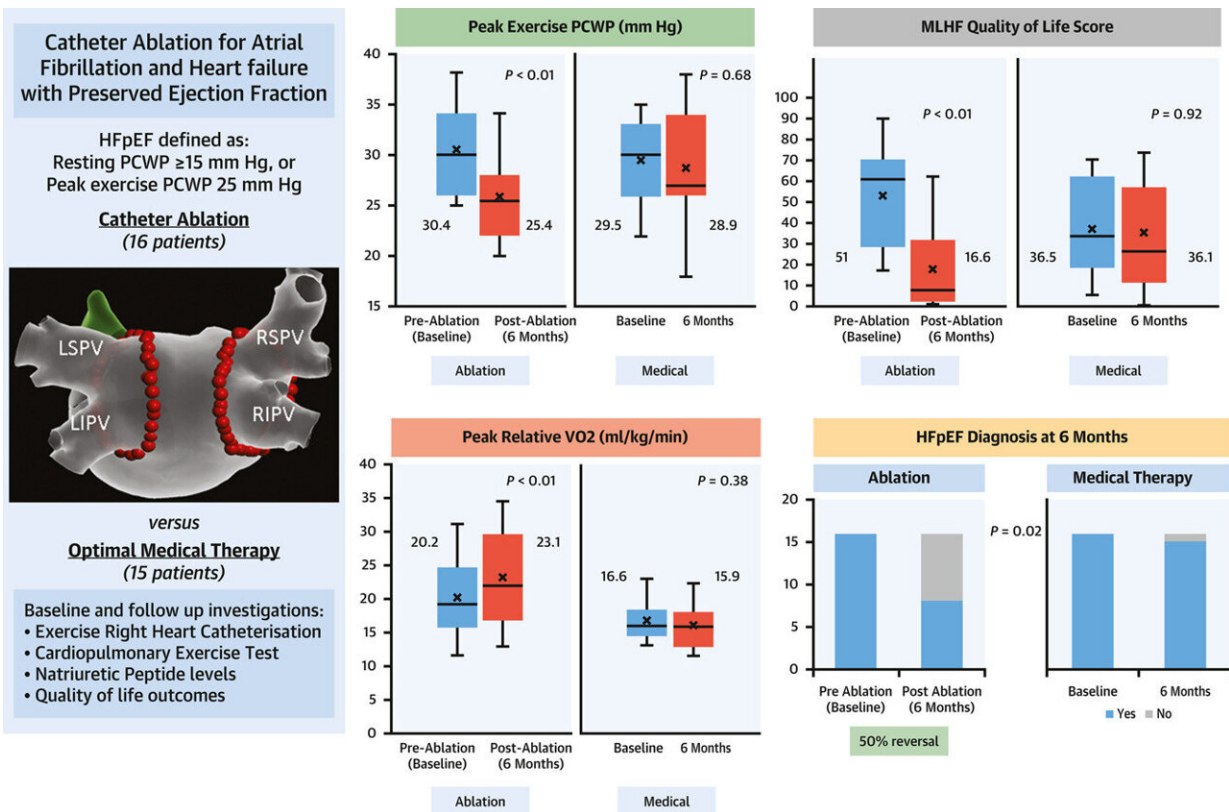 Catheter Ablation for Atrial
Fibrillation and Heart failure
with Preserved Ejection Fraction
HFpEF defined as:
Resting PCWP ≥15 mm Hg, or
Peak exercise PCWP 25 mm Hg
Catheter Ablation
(16 patients)
LSPV
RSPV
LIPV
RIPV
versus
Optimal Medical Therapy
(15 patients)
Baseline and follow up investigations:
• Exercise Right Heart Catheterisation
• Cardiopulmonary Exercise Test
• Natriuretic Peptide levels
• Quality of life outcomes
Peak Exercise PCWP (mm Hg)
40
35
30
25
20
15
P < 0.01
30.4
25.4
Pre-Ablation
(Baseline)
Post-Ablation
(6 Months)
Ablation
P = 0.68
29.5
28.9
Baseline
6 Months
Medical
MLHF Quality of Life Score
100
90
80
70
60
50
40
30
20
10
0
P < 0.01
51
16.6
Pre-Ablation
(Baseline)
Post-Ablation
(6 Months)
Ablation
P = 0.92
36.5
36.1
Baseline
6 Months
Medical
Peak Relative VO2 (ml/kg/min)
40
35
30
25
20
15
10
5
0
P < 0.01
20.2
23.1
Pre-Ablation
(Baseline)
Post-Ablation
(6 Months)
Ablation
P = 0.38
16.6
15.9
Baseline
6 Months
Medical
HFpEF Diagnosis at 6 Months
Ablation
20
15
10
5
0
Pre Ablation
(Baseline)
Post Ablation
(6 Months)
50% reversal
P = 0.02
Medical Therapy
Baseline
6 Months
Yes
No